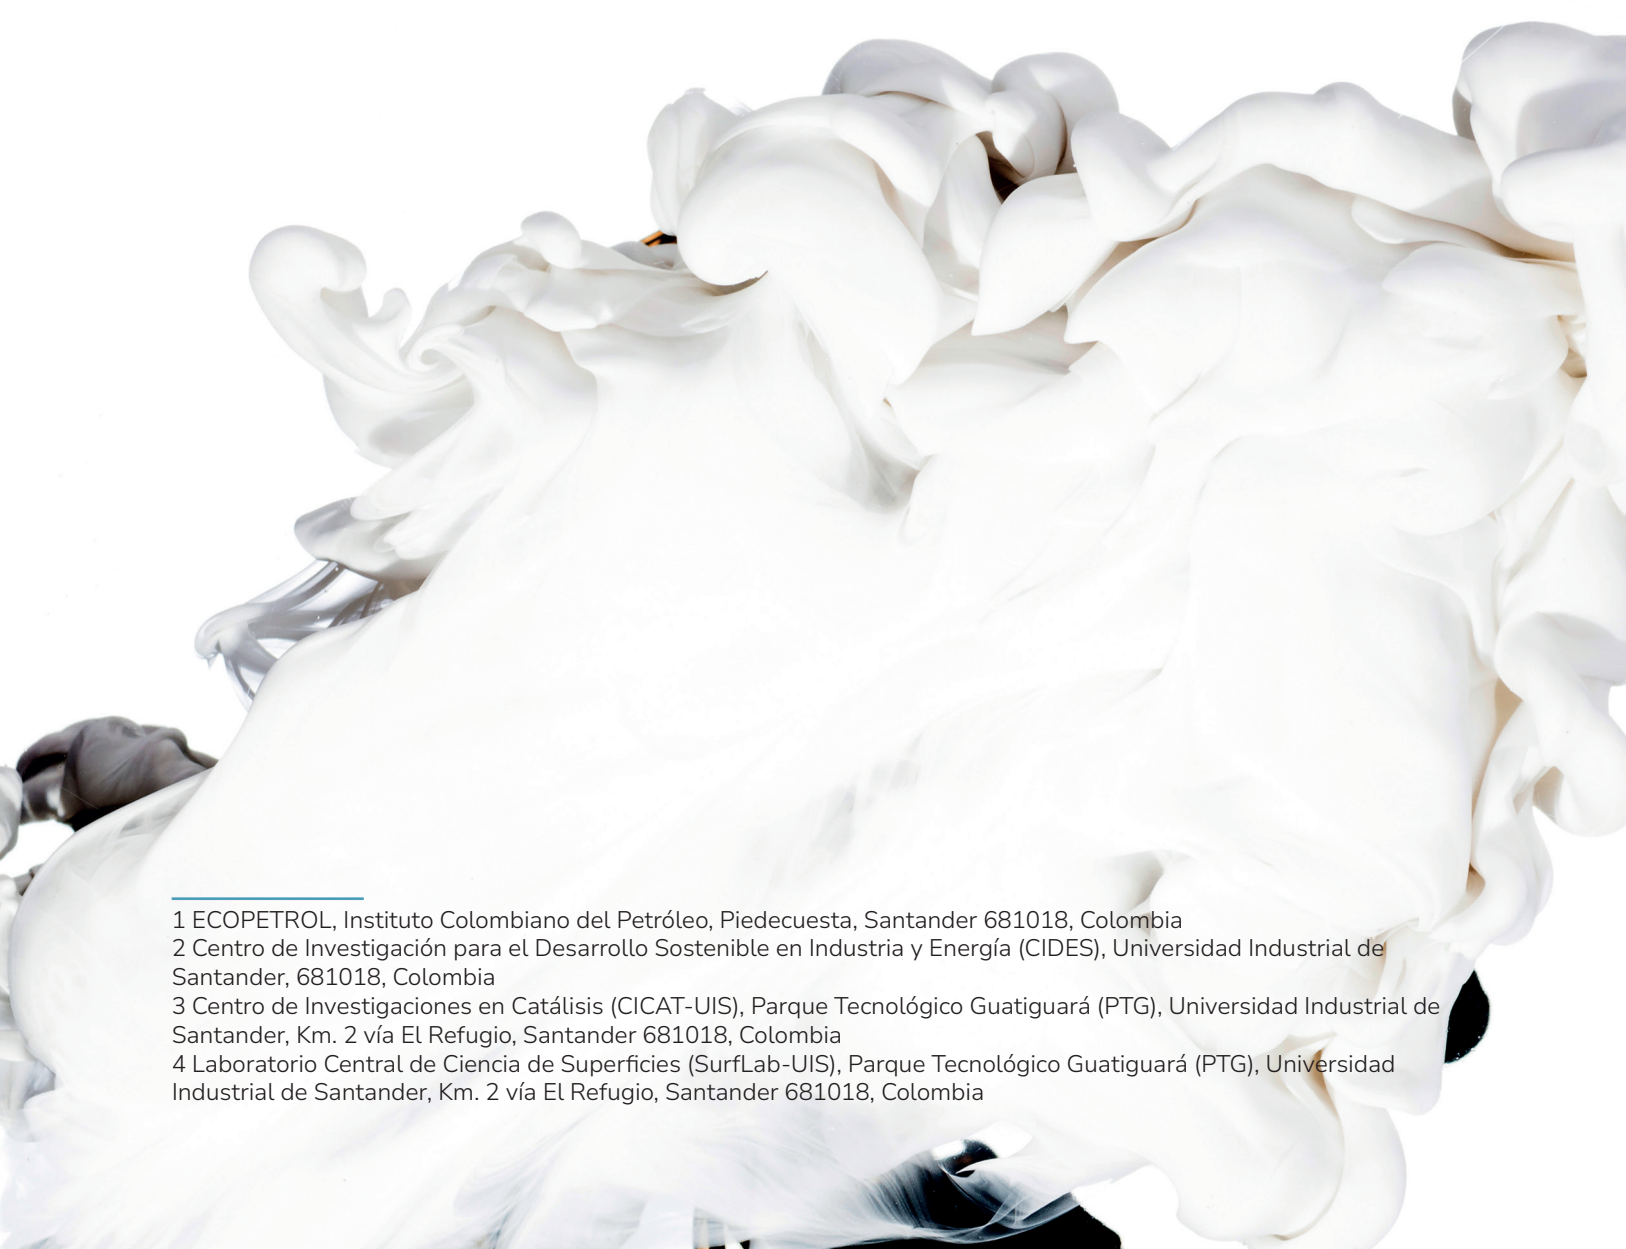 1 ECOPETROL, Instituto Colombiano del Petróleo, Piedecuesta, Santander 681018, Colombia
2 Centro de Investigación para el Desarrollo Sostenible en Industria y Energía (CIDES), Universidad Industrial de
Santander, 681018, Colombia
3 Centro de Investigaciones en Catálisis (CICAT-UIS), Parque Tecnológico Guatiguará (PTG), Universidad Industrial de
Santander, Km. 2 vía El Refugio, Santander 681018, Colombia
4 Laboratorio Central de Ciencia de Superficies (SurfLab-UIS), Parque Tecnológico Guatiguará (PTG), Universidad
Industrial de Santander, Km. 2 vía El Refugio, Santander 681018, Colombia